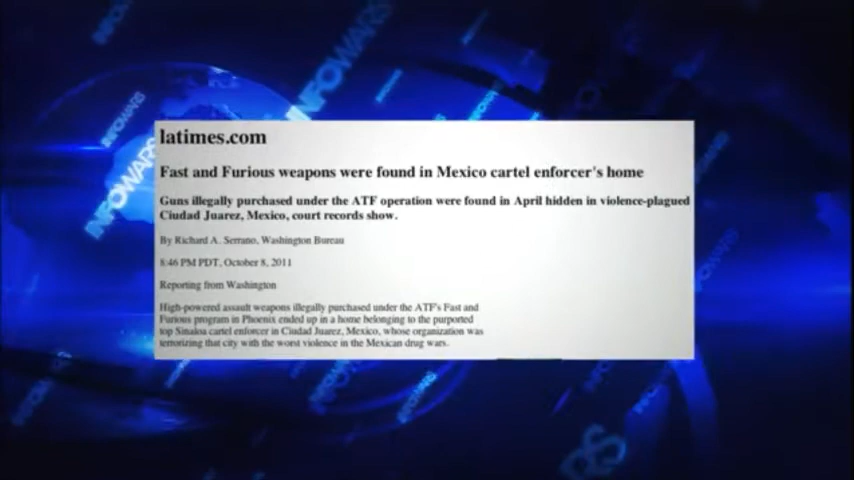 latimes.com
Fast and Furious weapons were found in Mexico cartel enforcer's home
Guns illegally purchased under the ATF operation were found in April hidden in violence-plagued
Ciudad Juarez, Mexico, court records show.
By Richard A. Serrano, Washington Bureau
8:46 PM PDT, October 8, 2011
Reporting from Washington
High-powered assault weapons illegally purchased under the ATF's Fast and
Furious program in Phoenix ended up in a home belonging to the purported
top Sinaloa cartel enforcer in Ciudad Juarez, Mexico, whose organization was
terrorizing that city with the worst violence in the Mexican drug wars.
INFOWARS
INFOWARS
INFOWARS
INFOWARS
INFOWARS
INFOWARS